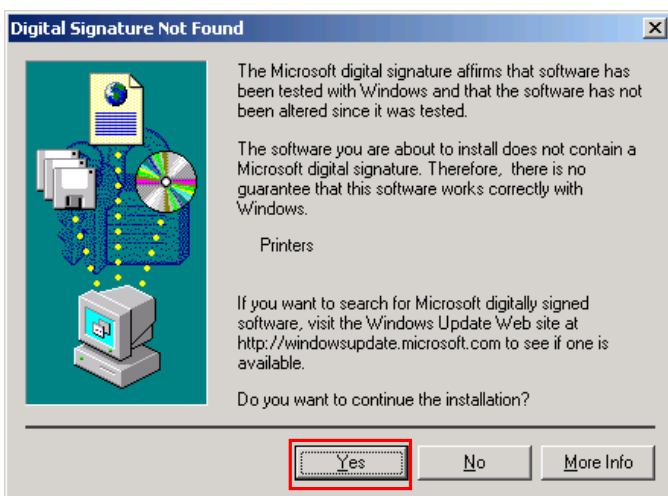 Digital Signature Not Found
The Microsoft digital signature affirms that software has
been tested with Windows and that the software has not
been altered since it was tested.
The software you are about to install does not contain a
Microsoft digital signature. Therefore, there is no
guarantee that this software works correctly with
Windows.
Printers
If you want to search for Microsoft digitally signed
software, visit the Windows Update Web site at
http://windowsupdate.microsoft.com to see if one is
available.
Do you want to continue the installation?
Yes No More Info